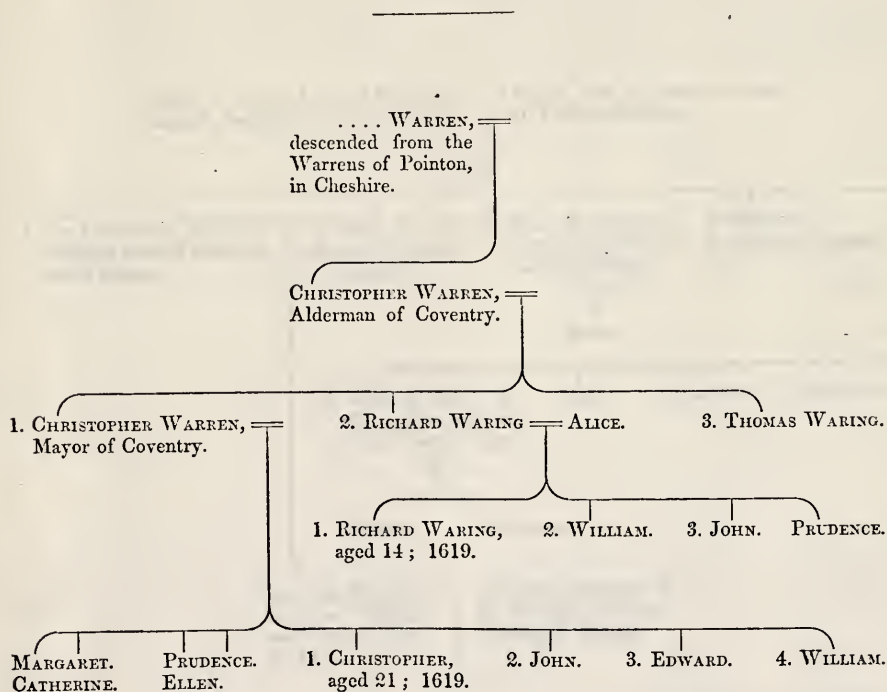 .... WARREN,
descended from the
Warrens of Pointon,
in Cheshire.
CHRISTOPHER WARREN,
Alderman of Coventry.
1. CHRISTOPHER WARREN,
Mayor of Coventry.
2. RICHARD WARING
ALICE.
3. THOMAS WARING.
1. RICHARD WARING,
aged 14 ; 1619.
2. WILLIAM.
3. JOHN.
PRUDENCE.
MARGARET.
CATHERINE.
PRUDENCE.
ELLEN.
1. CHRISTOPHER,
aged 21 ; 1619.
2. JOHN.
3. EDWARD.
4. WILLIAM.